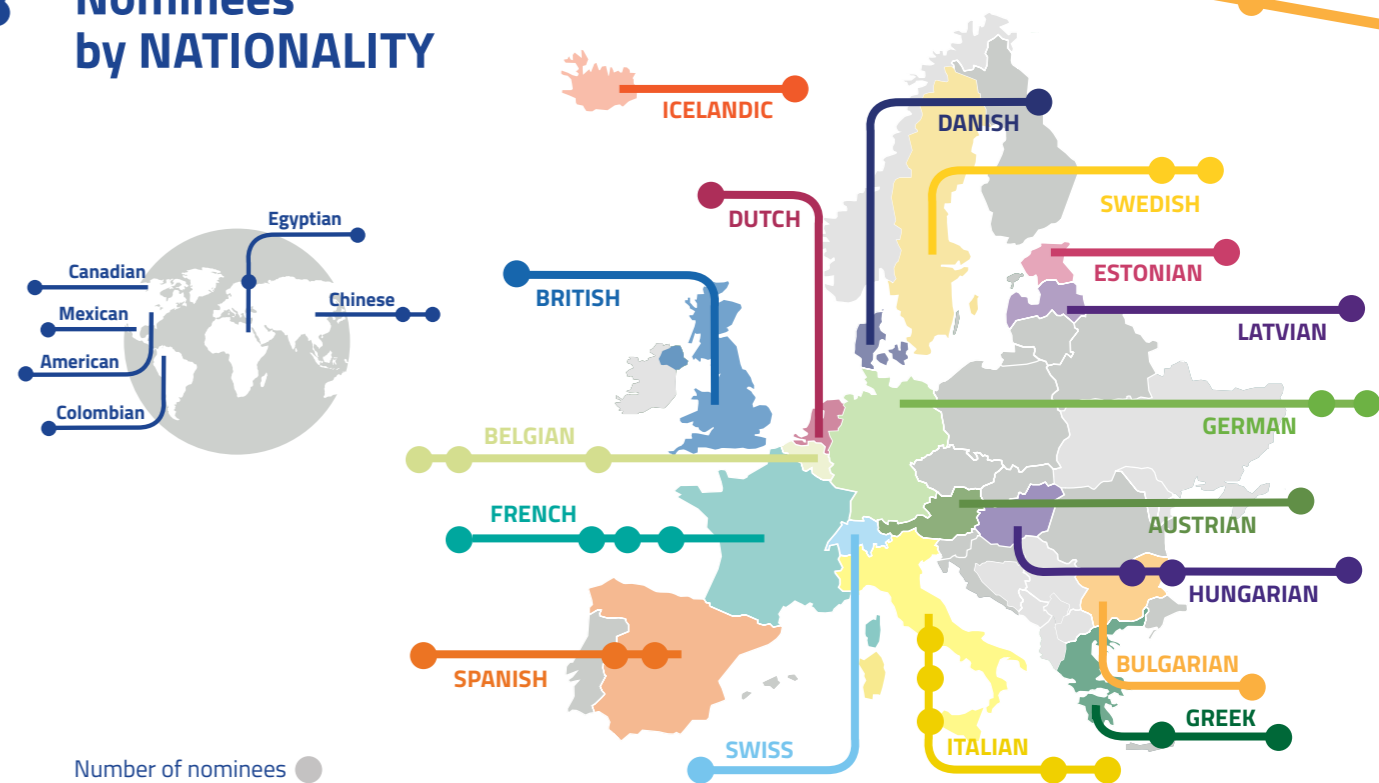 Nominees
by NATIONALITY
ICELANDIC
DANISH
SWEDISH
DUTCH
ESTONIAN
BRITISH
LATVIAN
Egyptian
Canadian
Chinese
Mexican
American
Colombian
GERMAN
BELGIAN
FRENCH
AUSTRIAN
HUNGARIAN
SPANISH
BULGARIAN
GREEK
SWISS
ITALIAN
Number of nominees